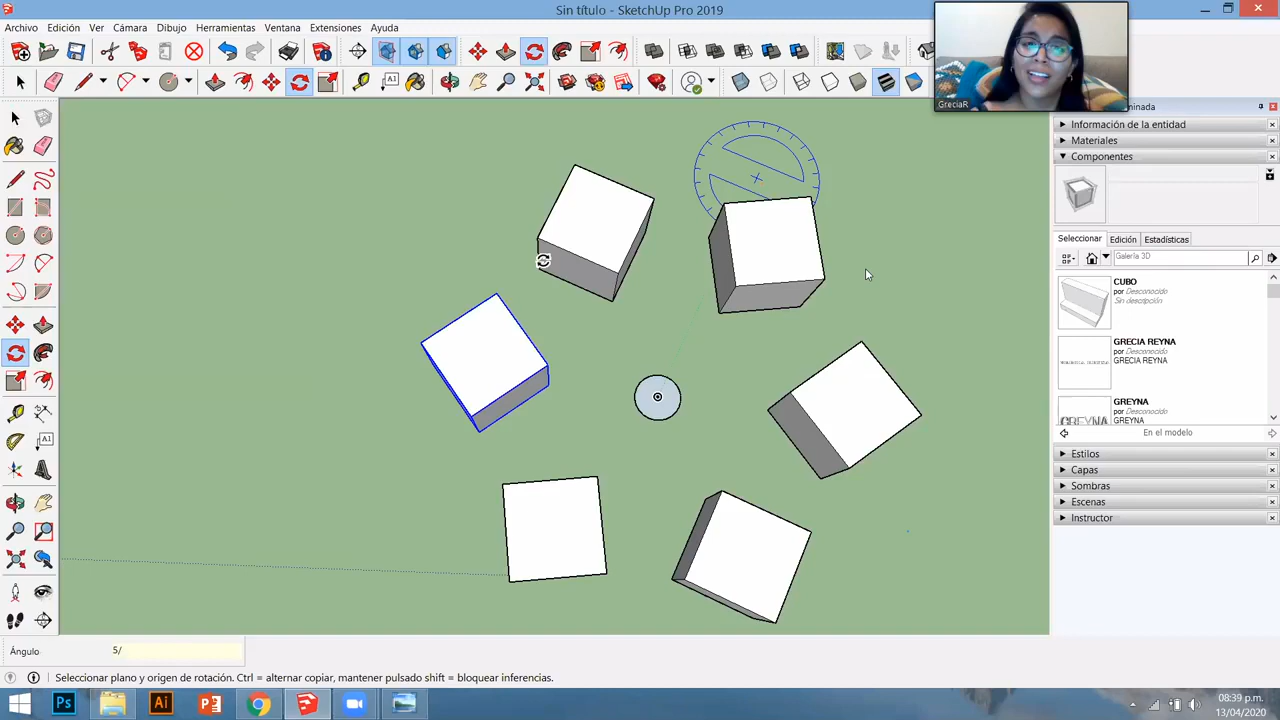 Sin título - SketchUp Pro 2019
Archivo Edición Ver Cámara Dibujo Herramientas Ventana Extensiones Ayuda
GreciaR
minada
Información de la entidad
Materiales
Componentes
Seleccionar Edición Estadísticas
Galería 3D
CUBO
por Desconocido
Sin descripción
GRECIA REYNA
por Desconocido
GRECIA REYNA
GREYNA
por Desconocido
GREYNA
En el modelo
Estilos
Capas
Sombras
Escenas
Instructor
Ángulo 5/
Seleccionar plano y origen de rotación. Ctrl = alternar copiar, mantener pulsado shift = bloquear inferencias.
08:39 p.m.
13/04/2020